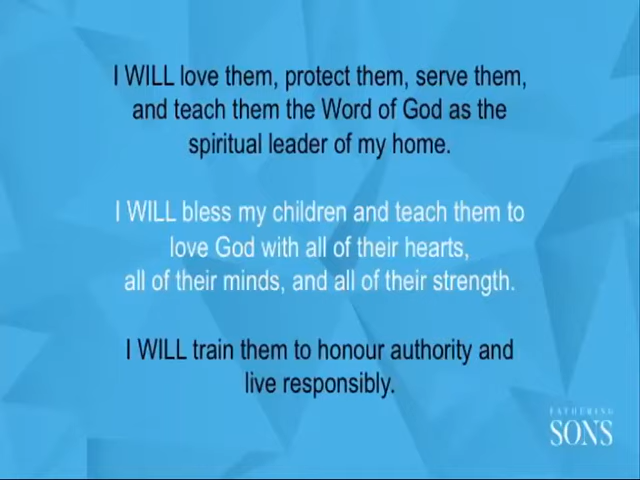 I WILL love them, protect them, serve them,
and teach them the Word of God as the
spiritual leader of my home.
I WILL bless my children and teach them to
love God with all of their hearts,
all of their minds, and all of their strength.
I WILL train them to honour authority and
live responsibly.
FATHERING
SONS